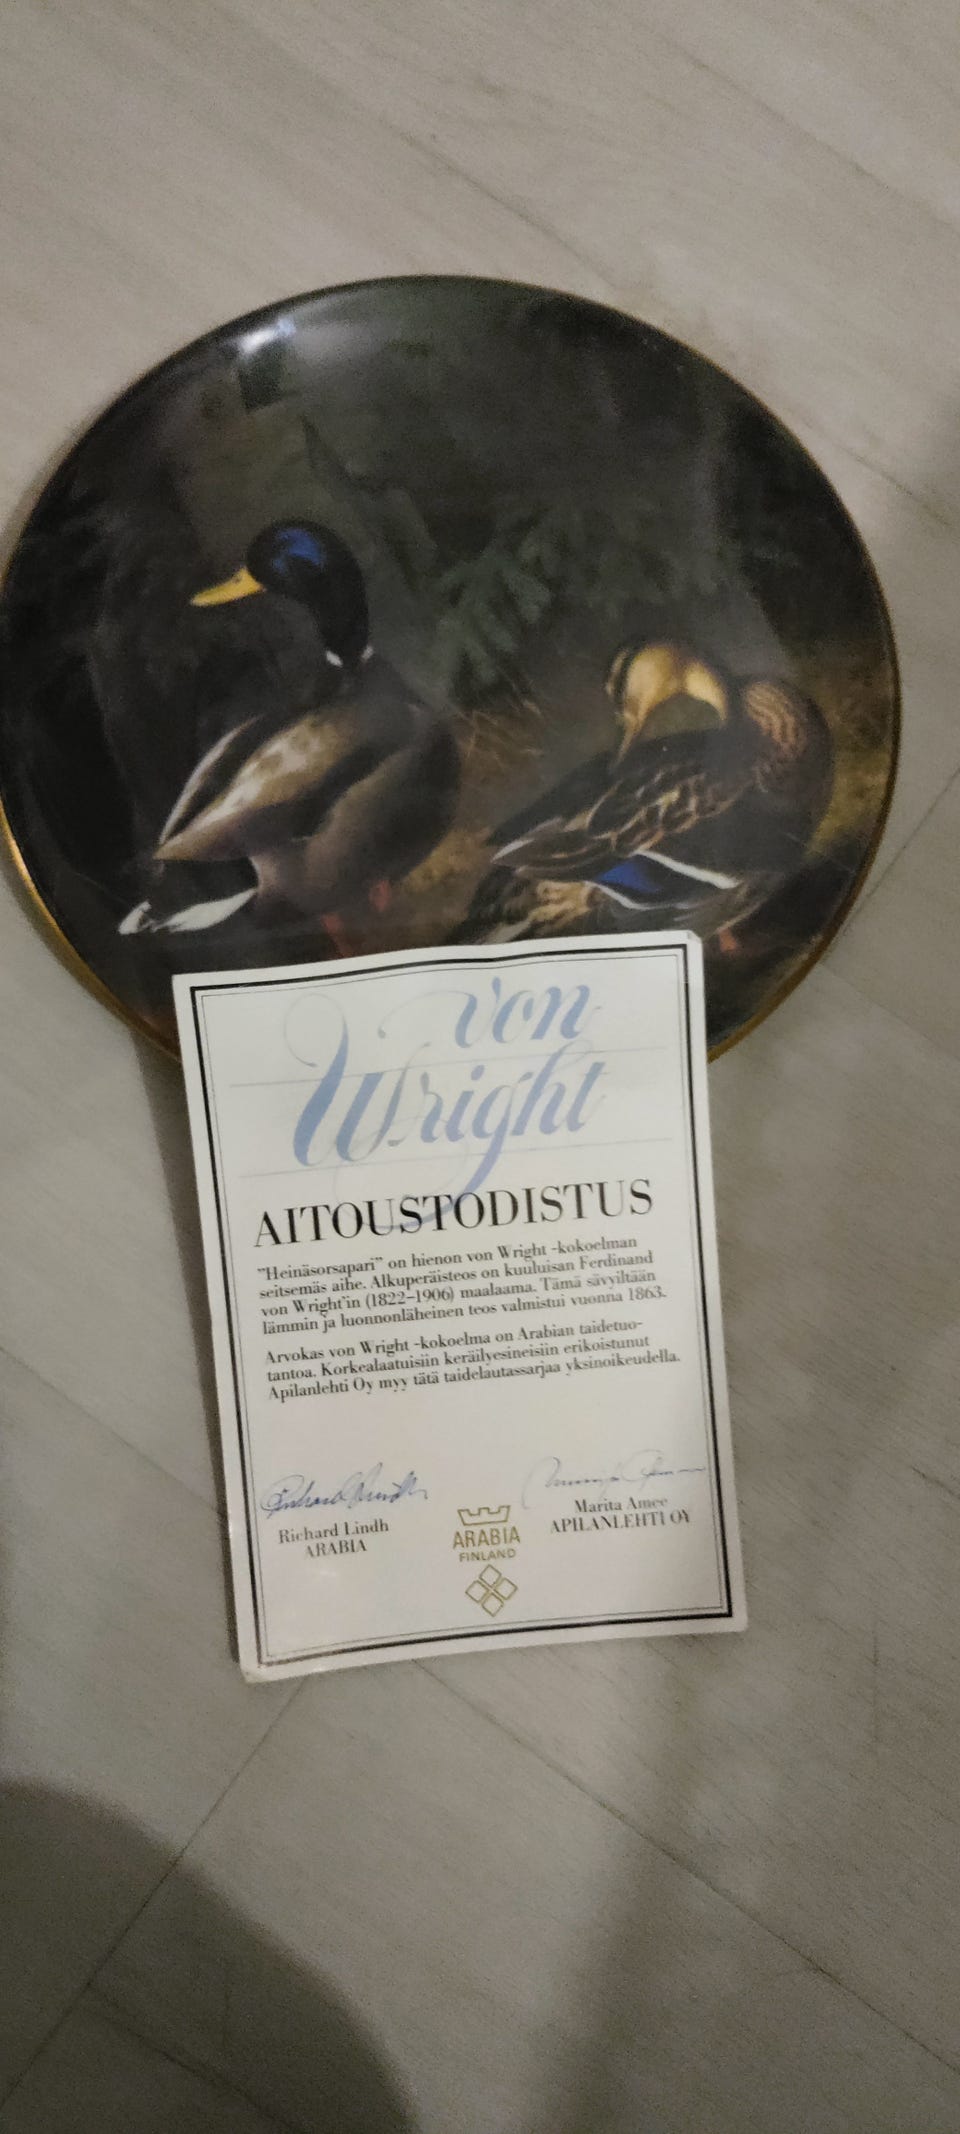 von
Wright
AITOUSTODISTUS
"Heinäsorsapari" on hienon von Wright -kokoelman
seitsemäs aihe. Alkuperäisteos on kuuluisan Ferdinand
von Wright'in (1822–1906) maalaama. Tämä sävyiltään
lämmin ja luonnonläheinen teos valmistui vuonna 1863.
Arvokas von Wright -kokoelma on Arabian taidetuo-
tantoa. Korkealaatuisiin keräilyesineisiin erikoistunut
Apilanlehti Oy myy tätä taidelautassarjaa yksinoikeudella.
Richard Lindh
Richard Lindh
ARABIA
ARABIA
FINLAND
Marita Amee
APILANLEHTI OY